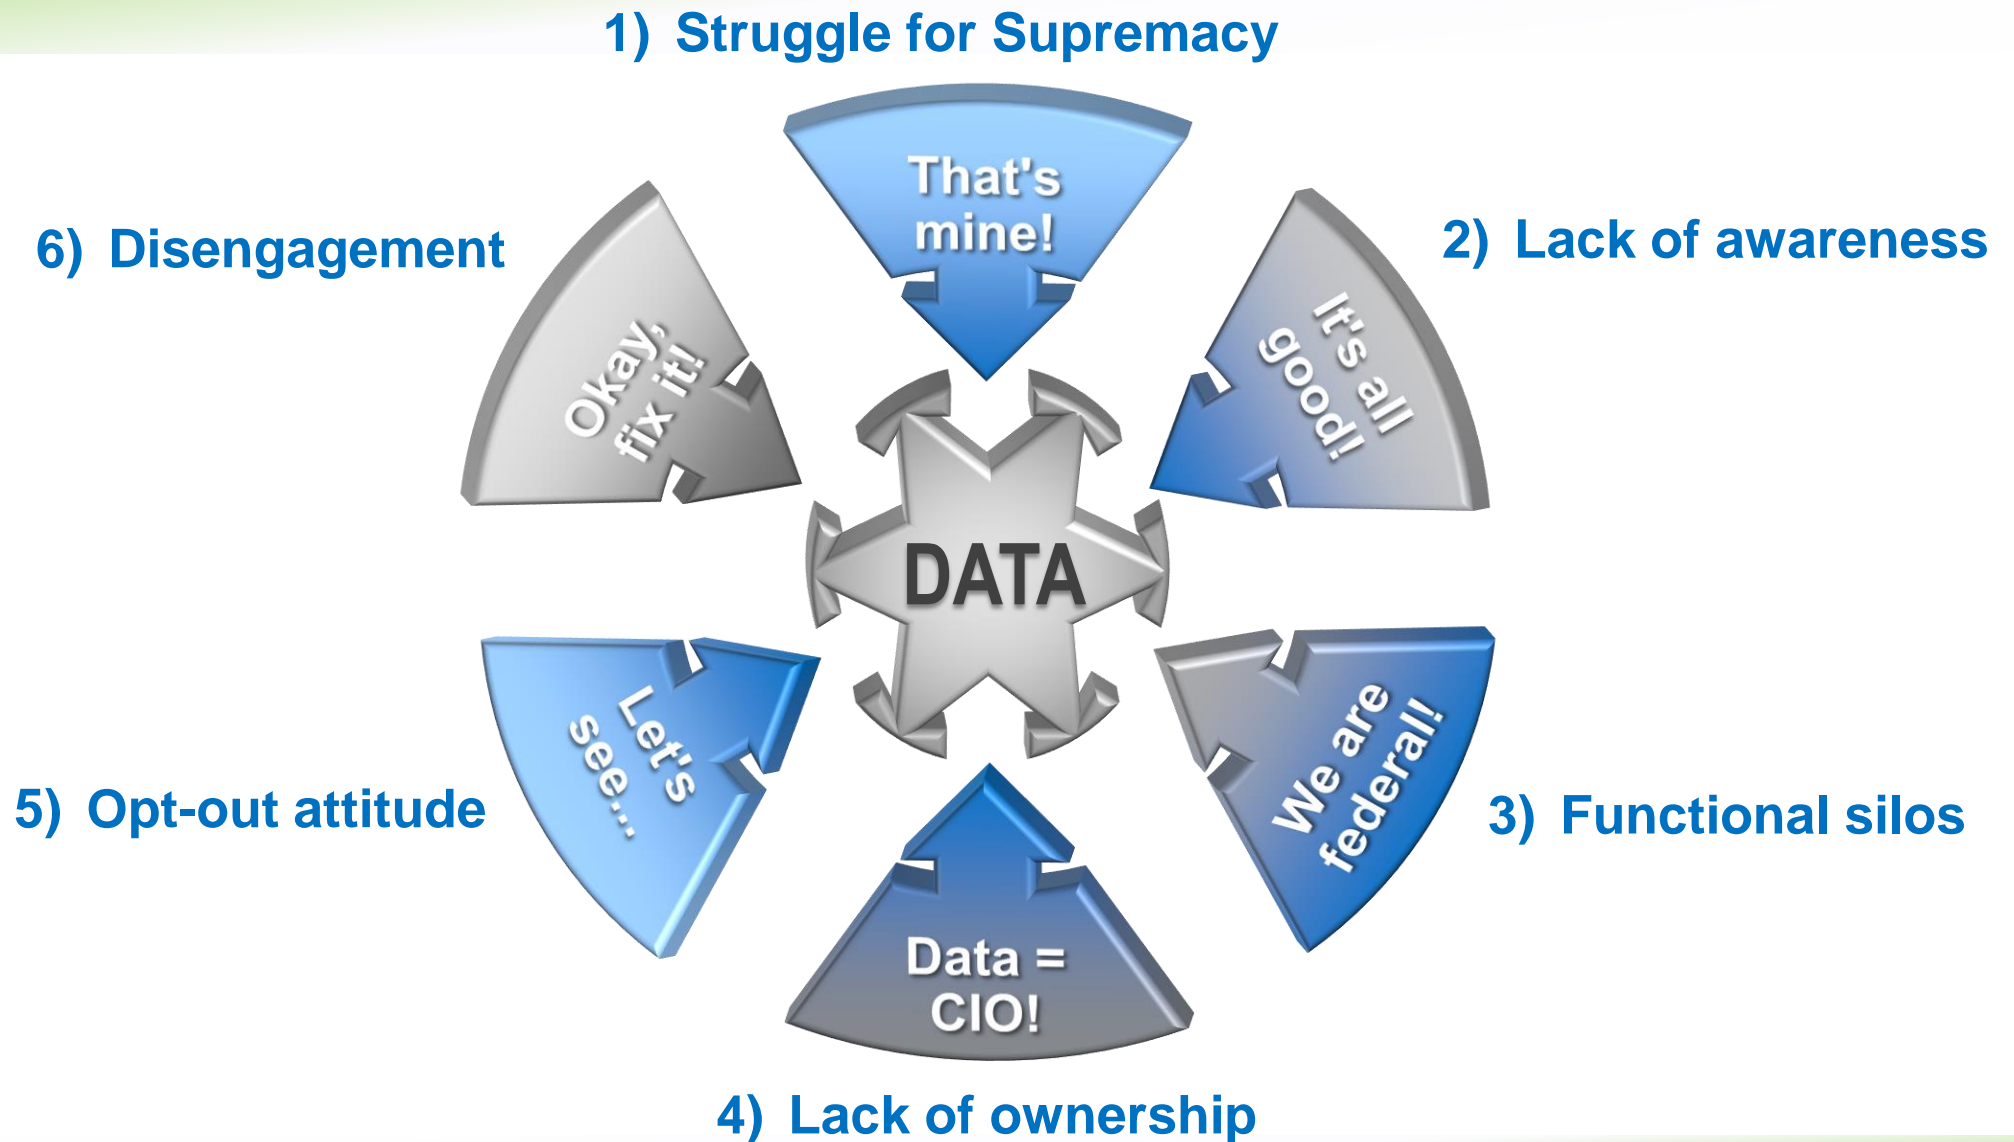 1) Struggle for Supremacy
That's
mine!
2) Lack of awareness
It's all
good!
3) Functional silos
We are
federal!
4) Lack of ownership
Data =
CIO!
5) Opt-out attitude
Let's
see...
6) Disengagement
Okay,
fix it!
DATA